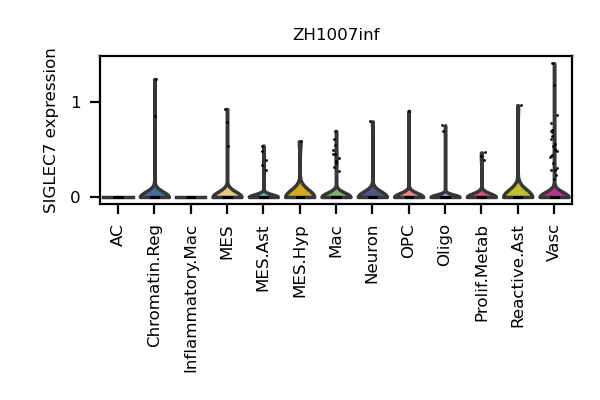 ZH1007inf
SIGLEC7 expression
1
0
AC
Chromatin.Reg
Inflammatory.Mac
MES
MES.Ast
MES.Hyp
Mac
Neuron
OPC
Oligo
Prolif.Metab
Reactive.Ast
Vasc